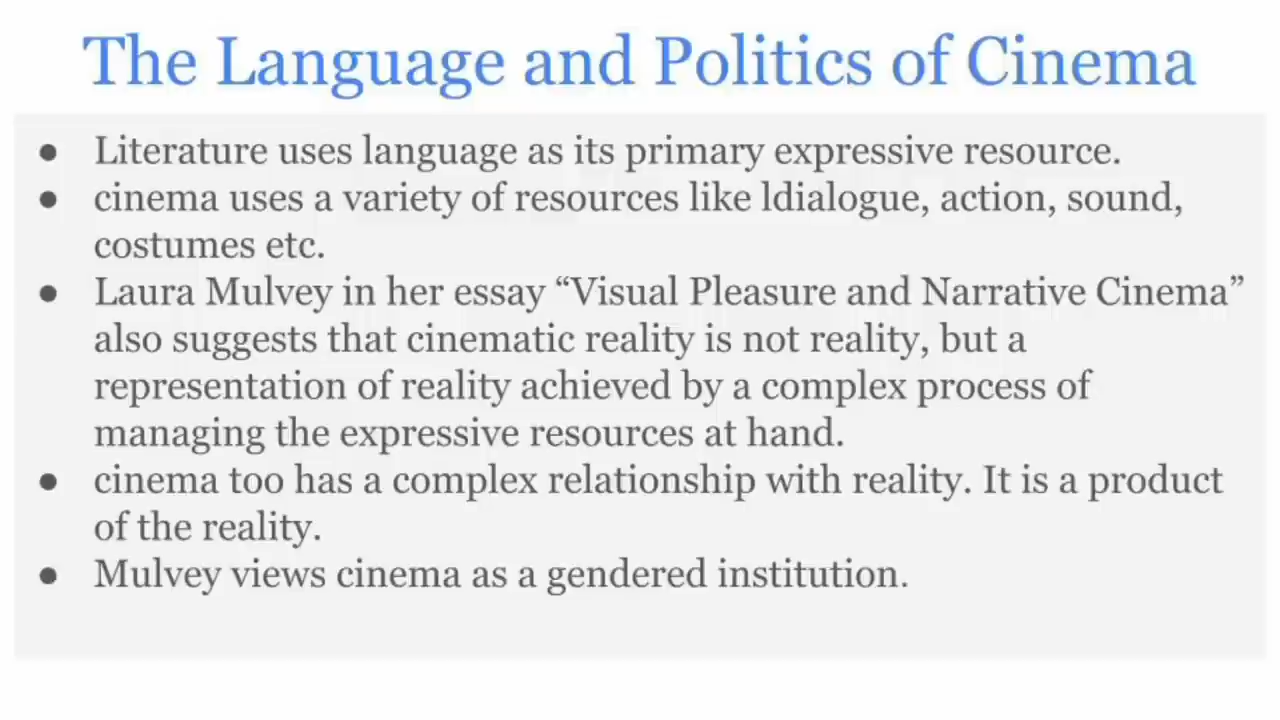 The Language and Politics of Cinema
● Literature uses language as its primary expressive resource.
● cinema uses a variety of resources like ldialogue, action, sound,
costumes etc.
● Laura Mulvey in her essay “Visual Pleasure and Narrative Cinema”
also suggests that cinematic reality is not reality, but a
representation of reality achieved by a complex process of
managing the expressive resources at hand.
● cinema too has a complex relationship with reality. It is a product
of the reality.
● Mulvey views cinema as a gendered institution.